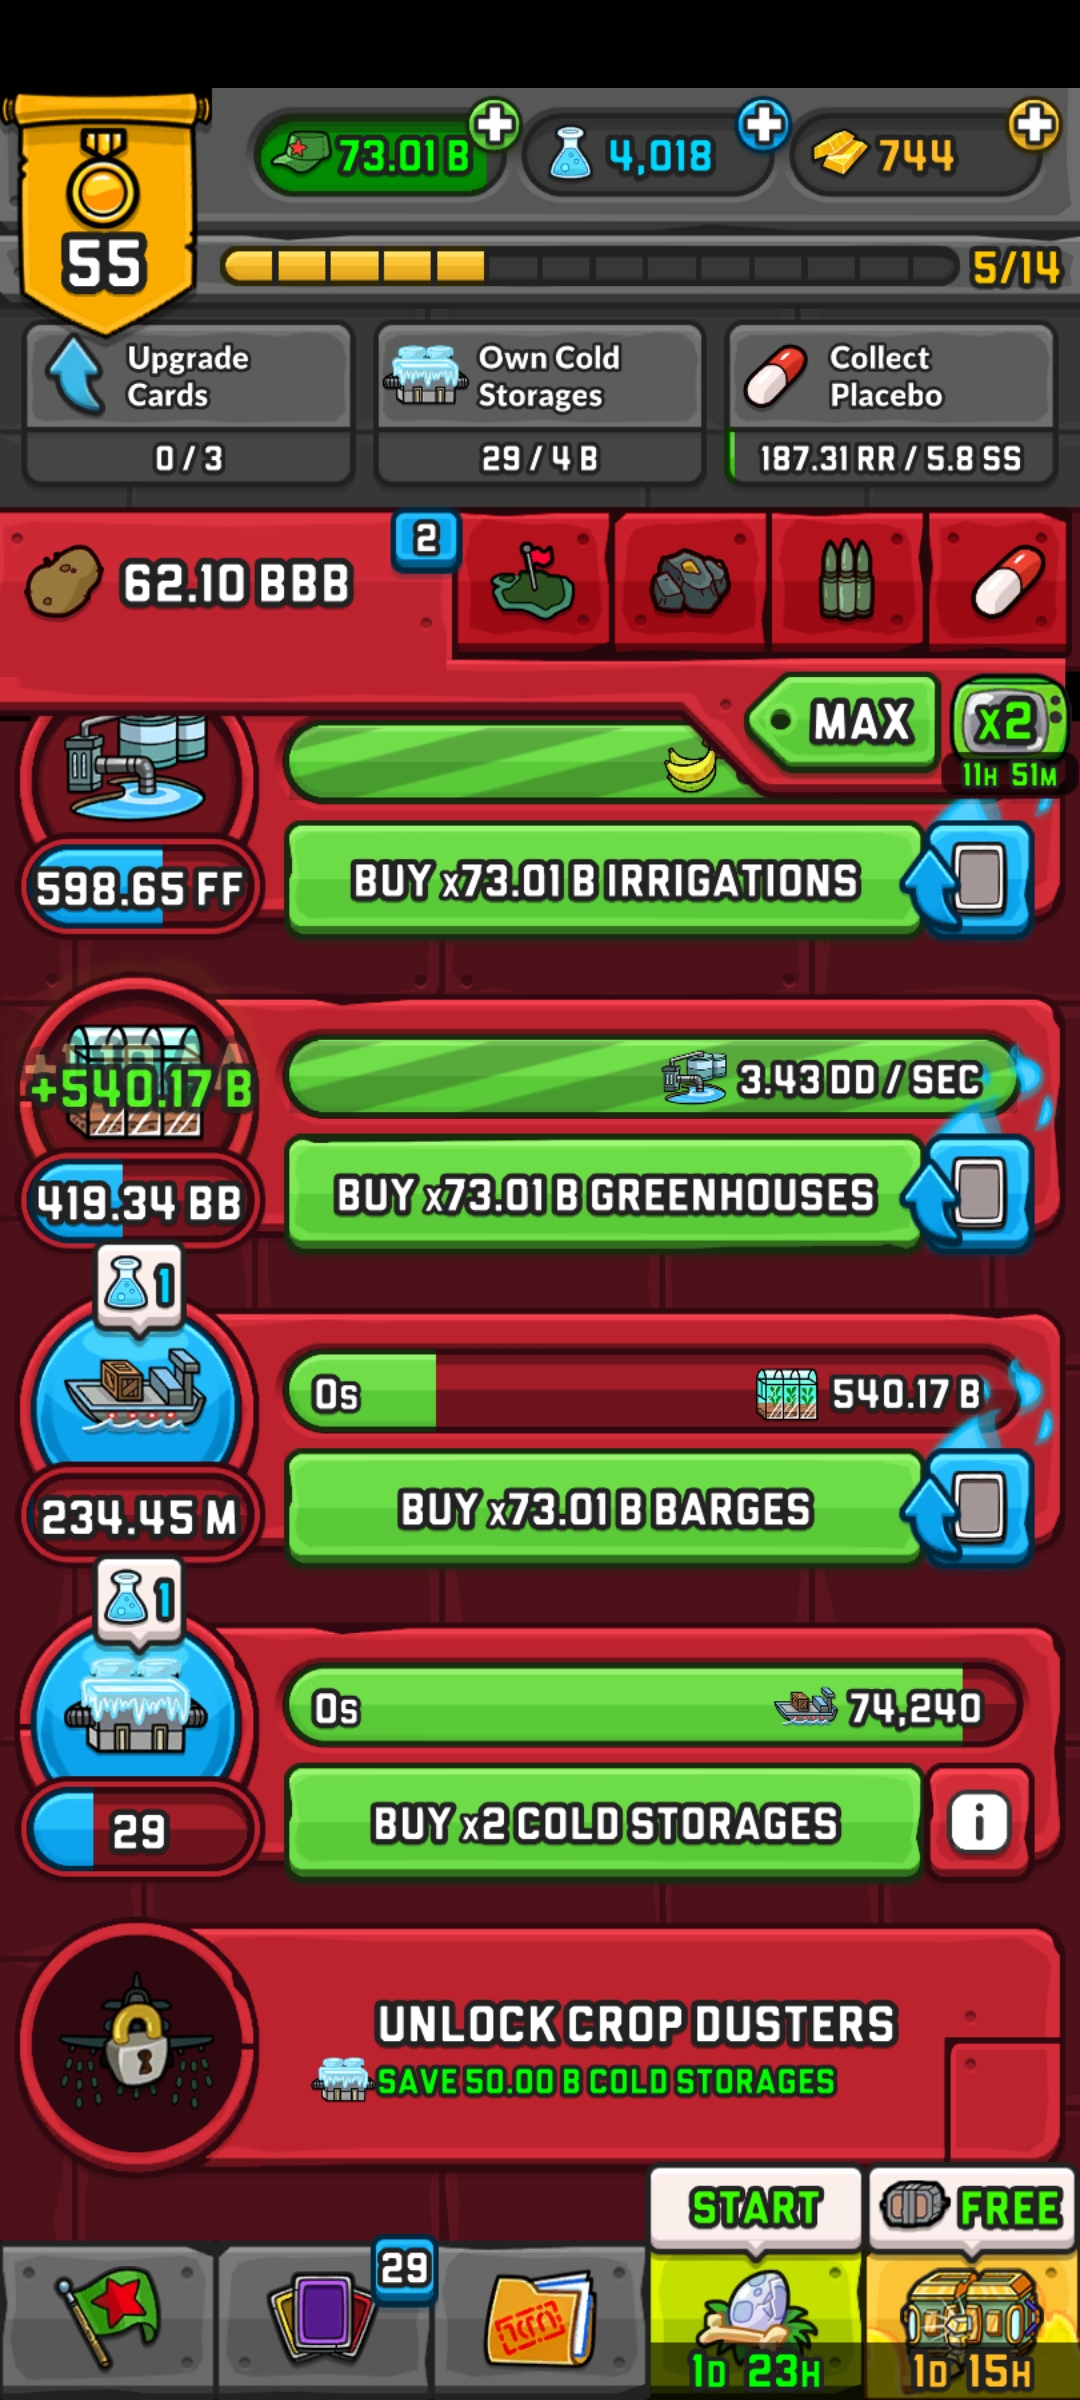 55
73.01 B
4,018
744
5/14
Upgrade
Cards
0 / 3
Own Cold
Storages
29 / 4 B
Collect
Placebo
187.31 RR / 5.8 SS
62.10 BBB
2
MAX
x2
11H 51M
598.65 FF
BUY x73.01 B IRRIGATIONS
+540.17 B
3.43 DD / SEC
419.34 BB
BUY x73.01 B GREENHOUSES
1
0s
540.17 B
234.45 M
BUY x73.01 B BARGES
1
0s
74,240
29
BUY x2 COLD STORAGES
i
UNLOCK CROP DUSTERS
SAVE 50.00 B COLD STORAGES
START
FREE
29
1D 23H
1D 15H